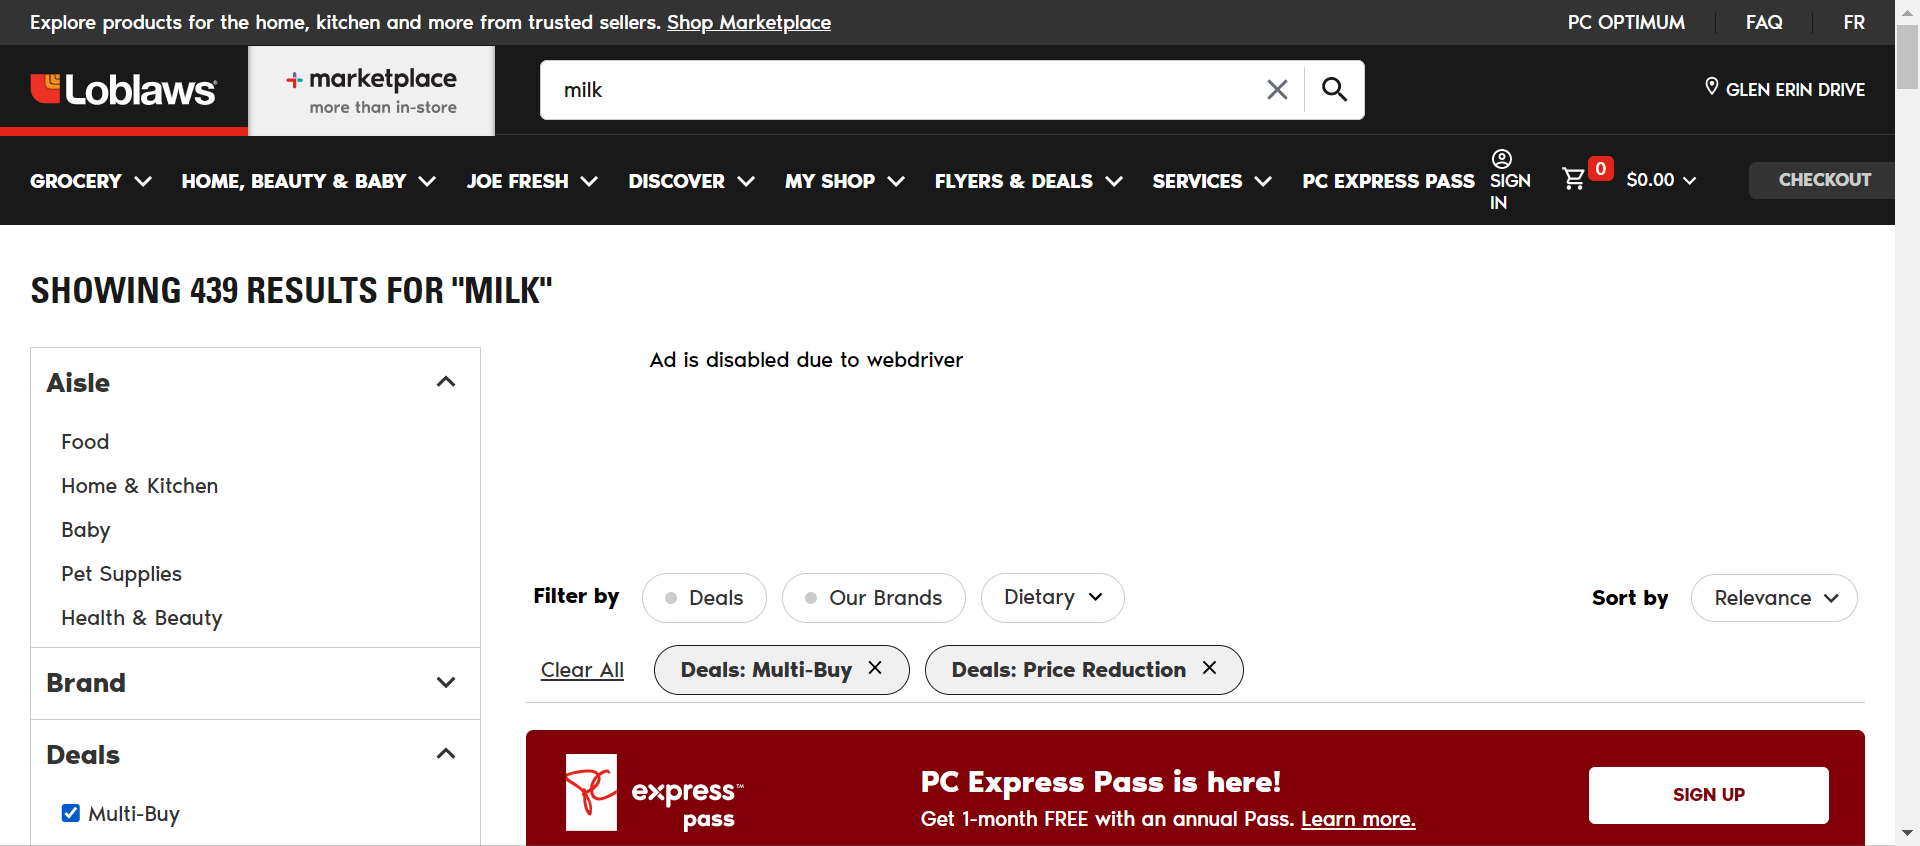 Explore products for the home, kitchen and more from trusted sellers. Shop Marketplace
PC OPTIMUM
FAQ
FR
Loblaws
marketplace
more than in-store
milk
GLEN ERIN DRIVE
GROCERY
HOME, BEAUTY & BABY
JOE FRESH
DISCOVER
MY SHOP
FLYERS & DEALS
SERVICES
PC EXPRESS PASS
SIGN
IN
0
$0.00
CHECKOUT
SHOWING 439 RESULTS FOR "MILK"
Aisle
Food
Home & Kitchen
Baby
Pet Supplies
Health & Beauty
Brand
Deals
Multi-Buy
Ad is disabled due to webdriver
Filter by
Deals
Our Brands
Dietary
Sort by
Relevance
Clear All
Deals: Multi-Buy
Deals: Price Reduction
PC
express™
pass
PC Express Pass is here!
Get 1-month FREE with an annual Pass. Learn more.
SIGN UP